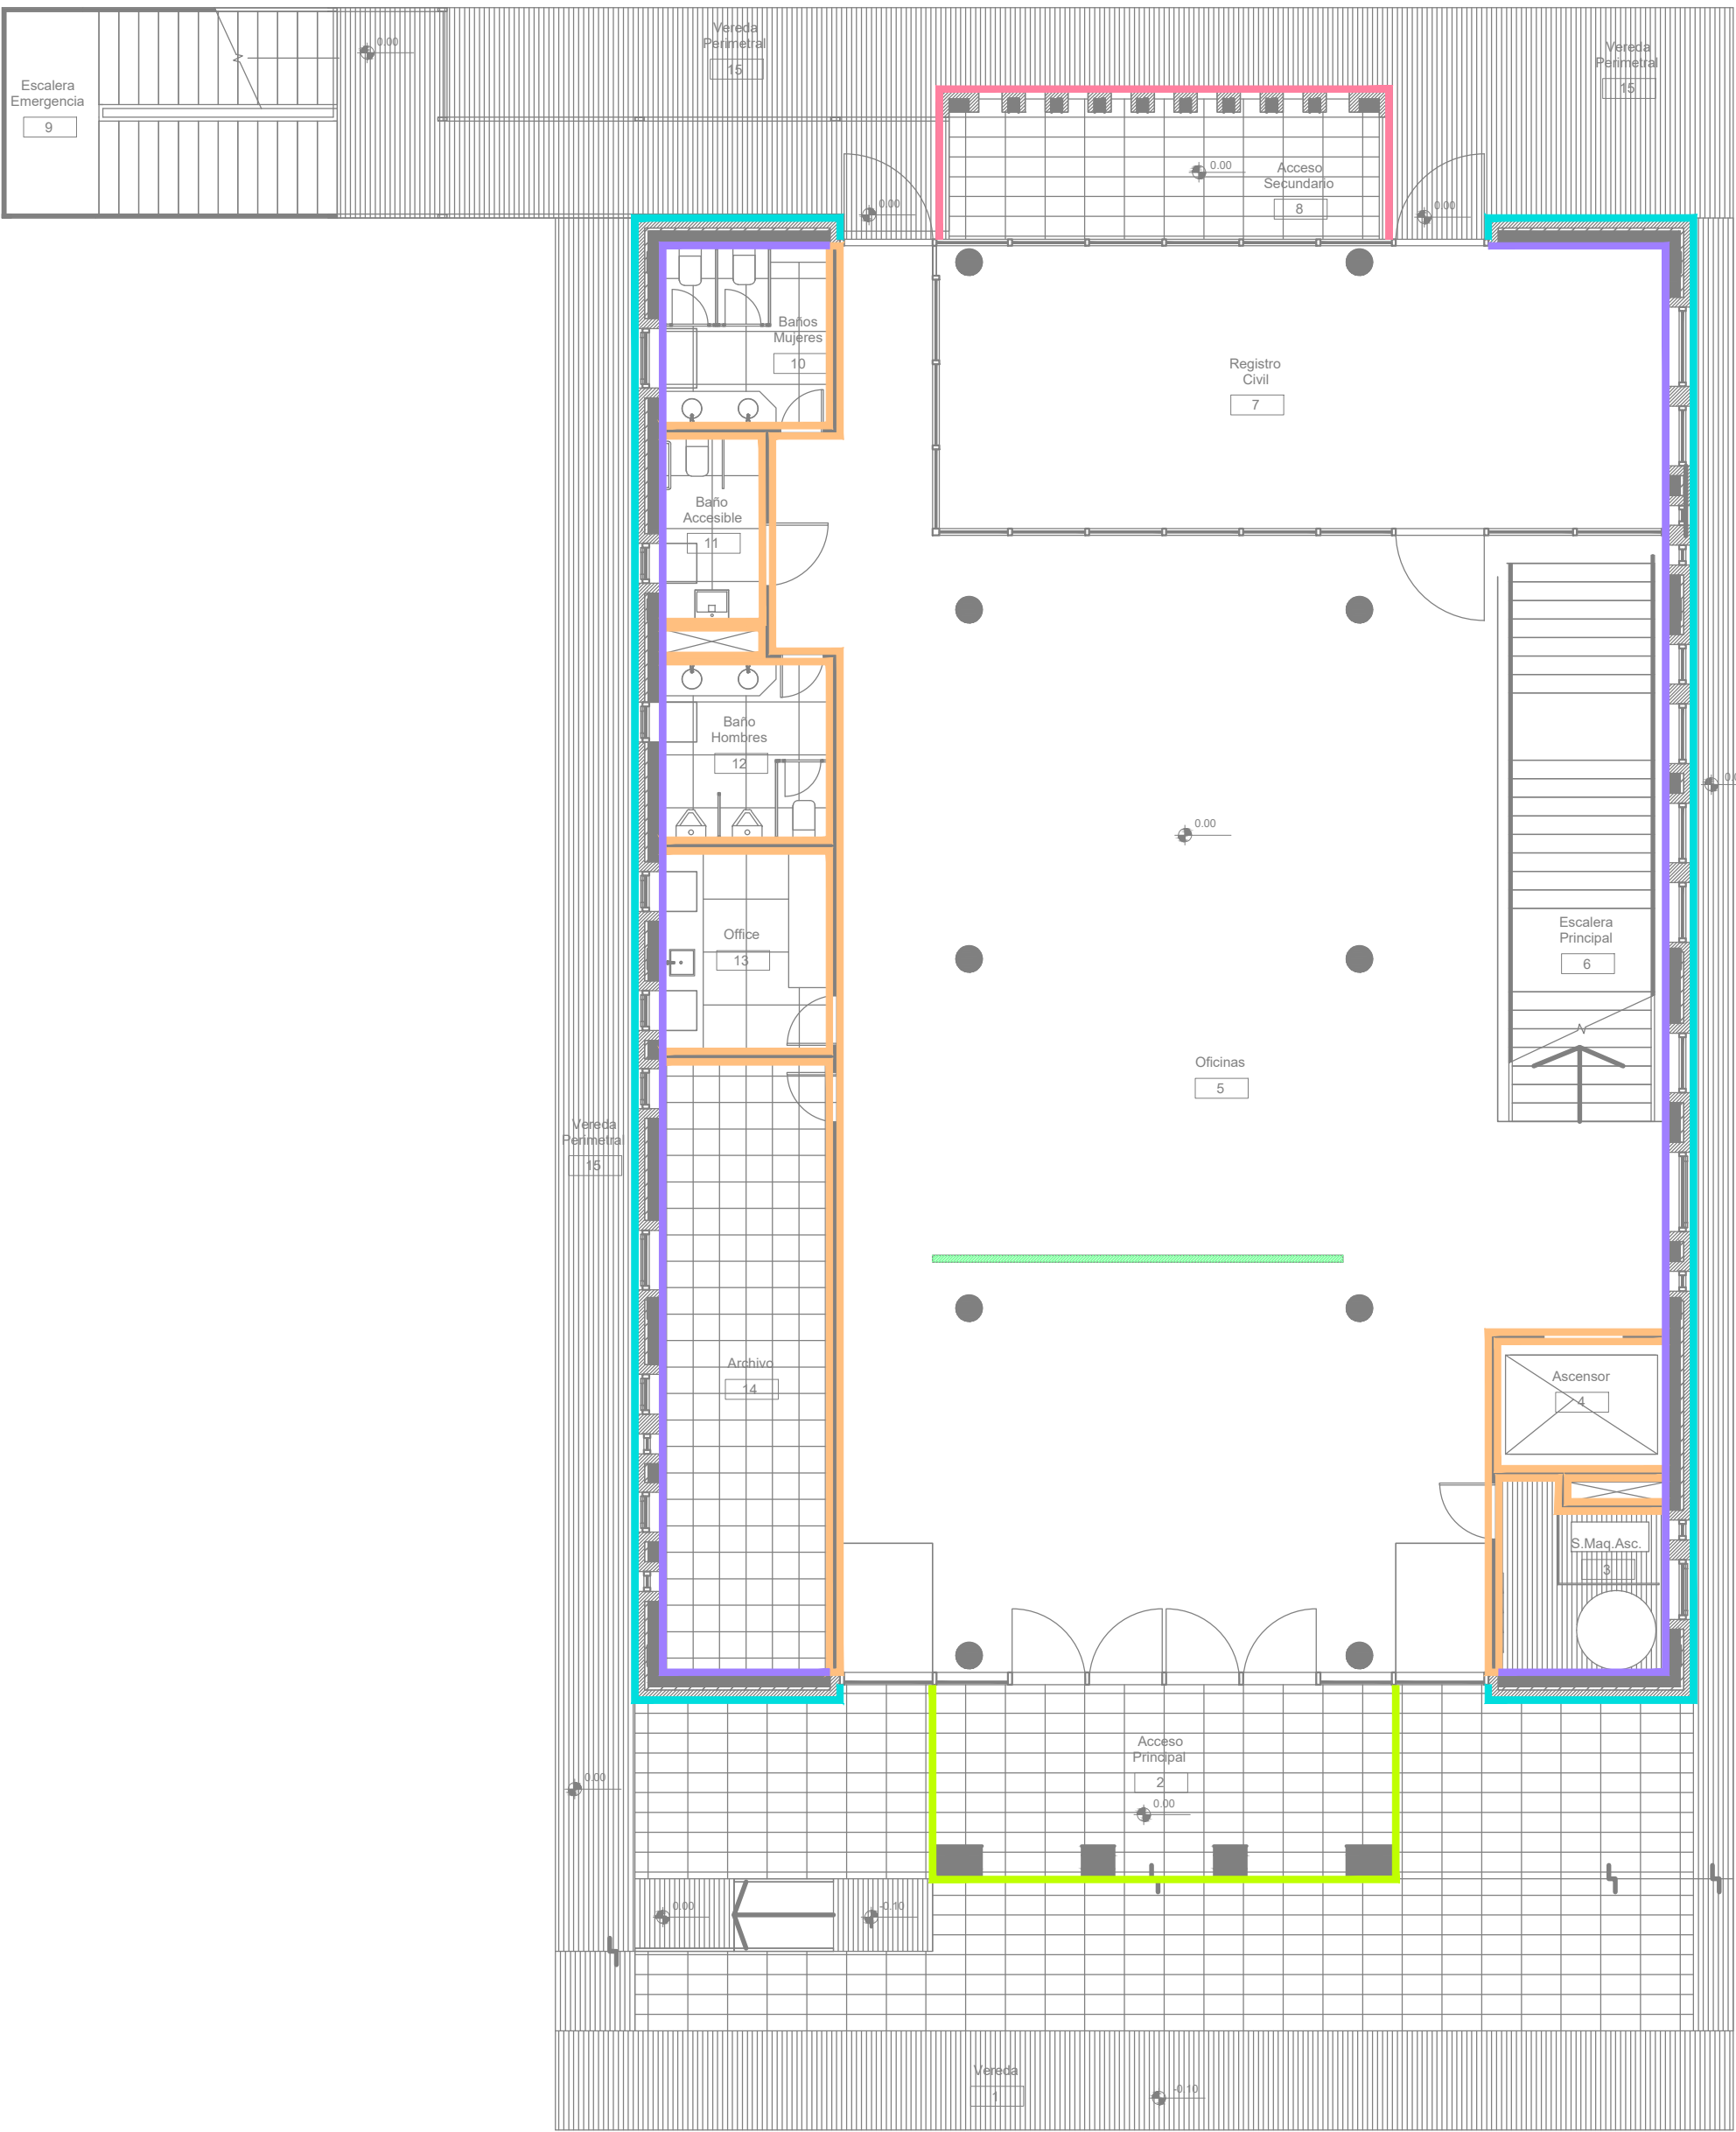 Vereda
Perimetral
15
0.00
Vereda
Perimetral
15
Escalera
Emergencia
9
0.00
Acceso
Secundario
8
0.00
0.00
Baños
Mujeres
10
Registro
Civil
7
Baño
Accesible
11
Baño
Hombres
12
0.00
Office
13
Escalera
Principal
6
Oficinas
5
Vereda
Perimetral
15
Archivo
14
Ascensor
4
S.Maq.Asc.
3
Acceso
Principal
2
0.00
0.00
0.00
-0.10
Vereda
1
-0.10